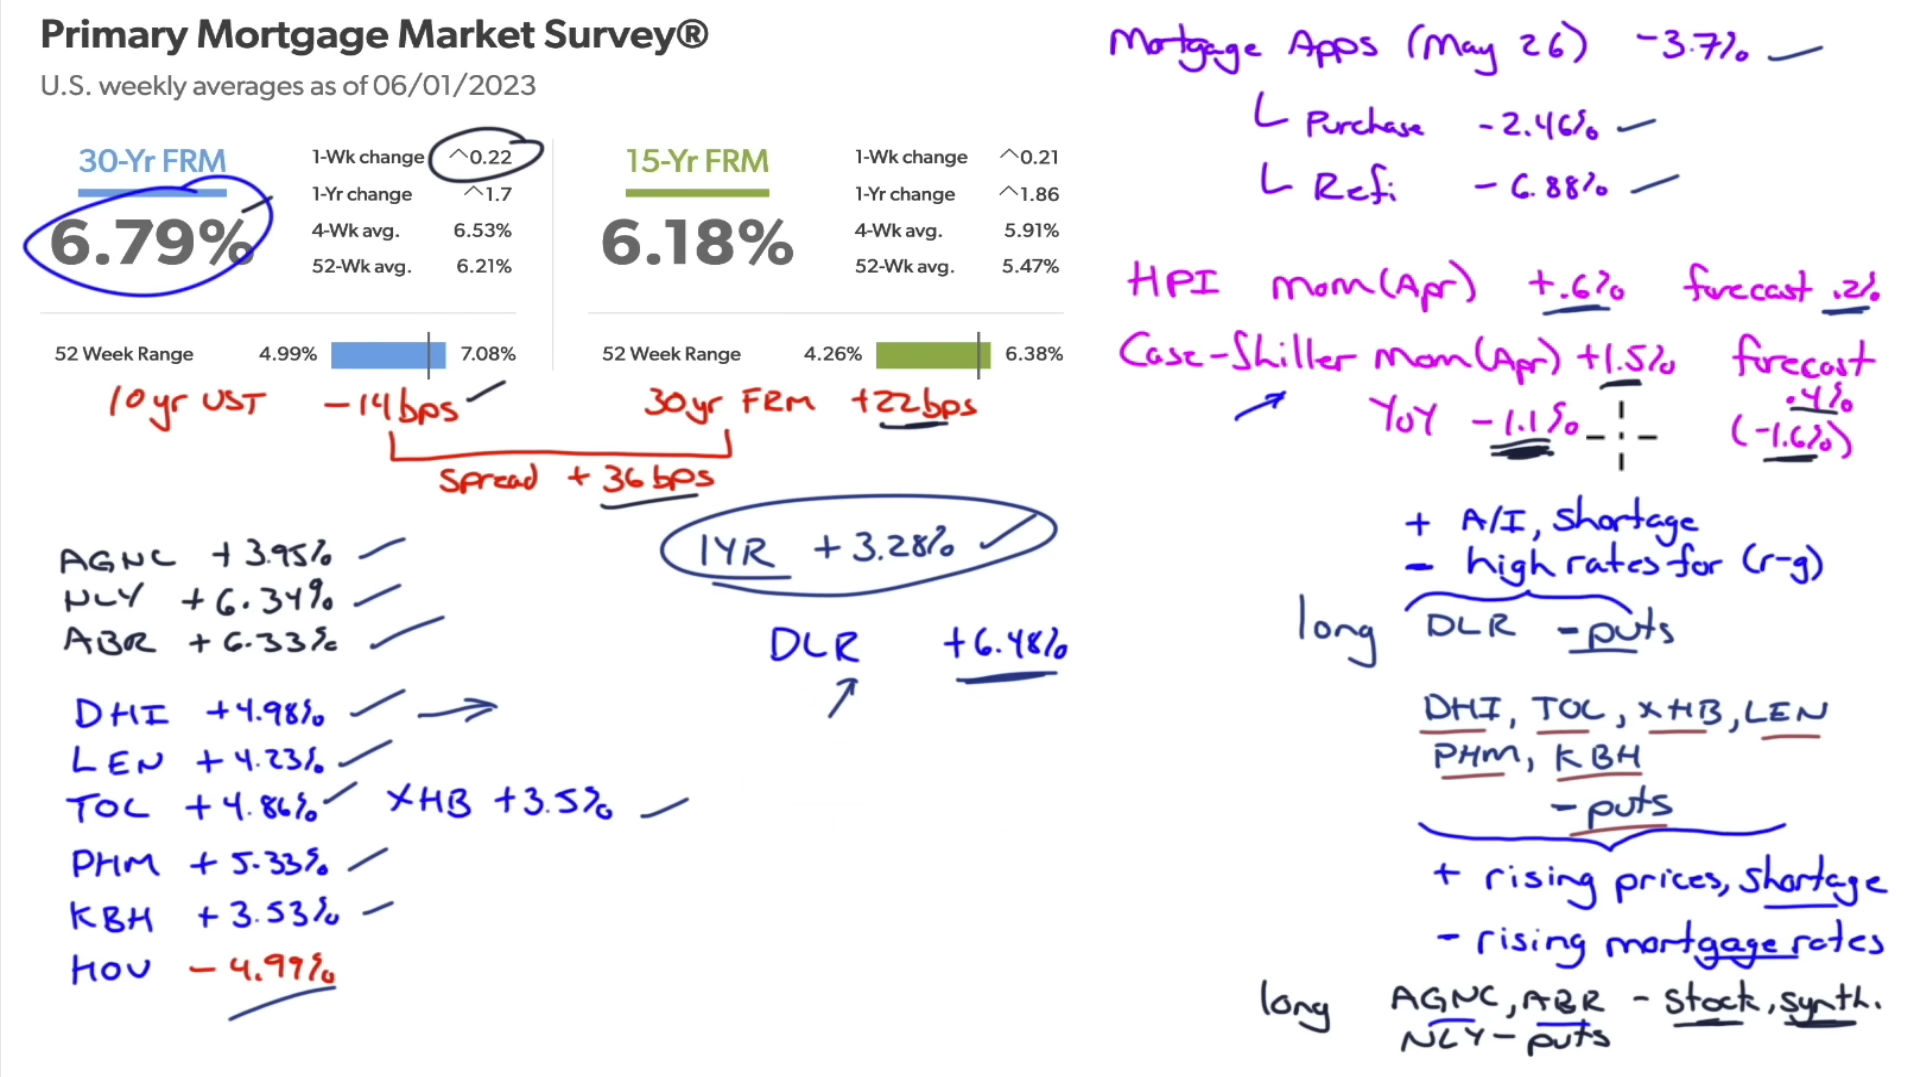 Primary Mortgage Market Survey®
U.S. weekly averages as of 06/01/2023
30-Yr FRM
6.79%
1-Wk change ^0.22
1-Yr change ^1.7
4-Wk avg. 6.53%
52-Wk avg. 6.21%
52 Week Range 4.99% 7.08%
15-Yr FRM
6.18%
1-Wk change ^0.21
1-Yr change ^1.86
4-Wk avg. 5.91%
52-Wk avg. 5.47%
52 Week Range 4.26% 6.38%
10yr UST -14bps 30yr FRM +22bps
Spread + 36bps
AGNC +3.95%
NLY +6.34%
ABR +6.33%
IYR +3.28%
DLR +6.48%
DHI +4.98%
LEN +4.23%
TOL +4.86% XHB +3.5%
PHM +5.33%
KBH +3.53%
HOV -4.99%
Mortgage Apps (May 26) -3.7%
Purchase -2.46%
Refi -6.88%
HPI mom(Apr) +.6% forecast .2%
Case-Shiller mom(Apr) +1.5% forecast .4%
YoY -1.1% (-1.6%)
+ A/I, shortage
- high rates for (r-g)
long DLR -puts
DHI, TOL, XHB, LEN
PHM, KBH
- puts
+ rising prices, shortage
- rising mortgage rates
long AGNC, ABR - stock, synth.
NLY - puts